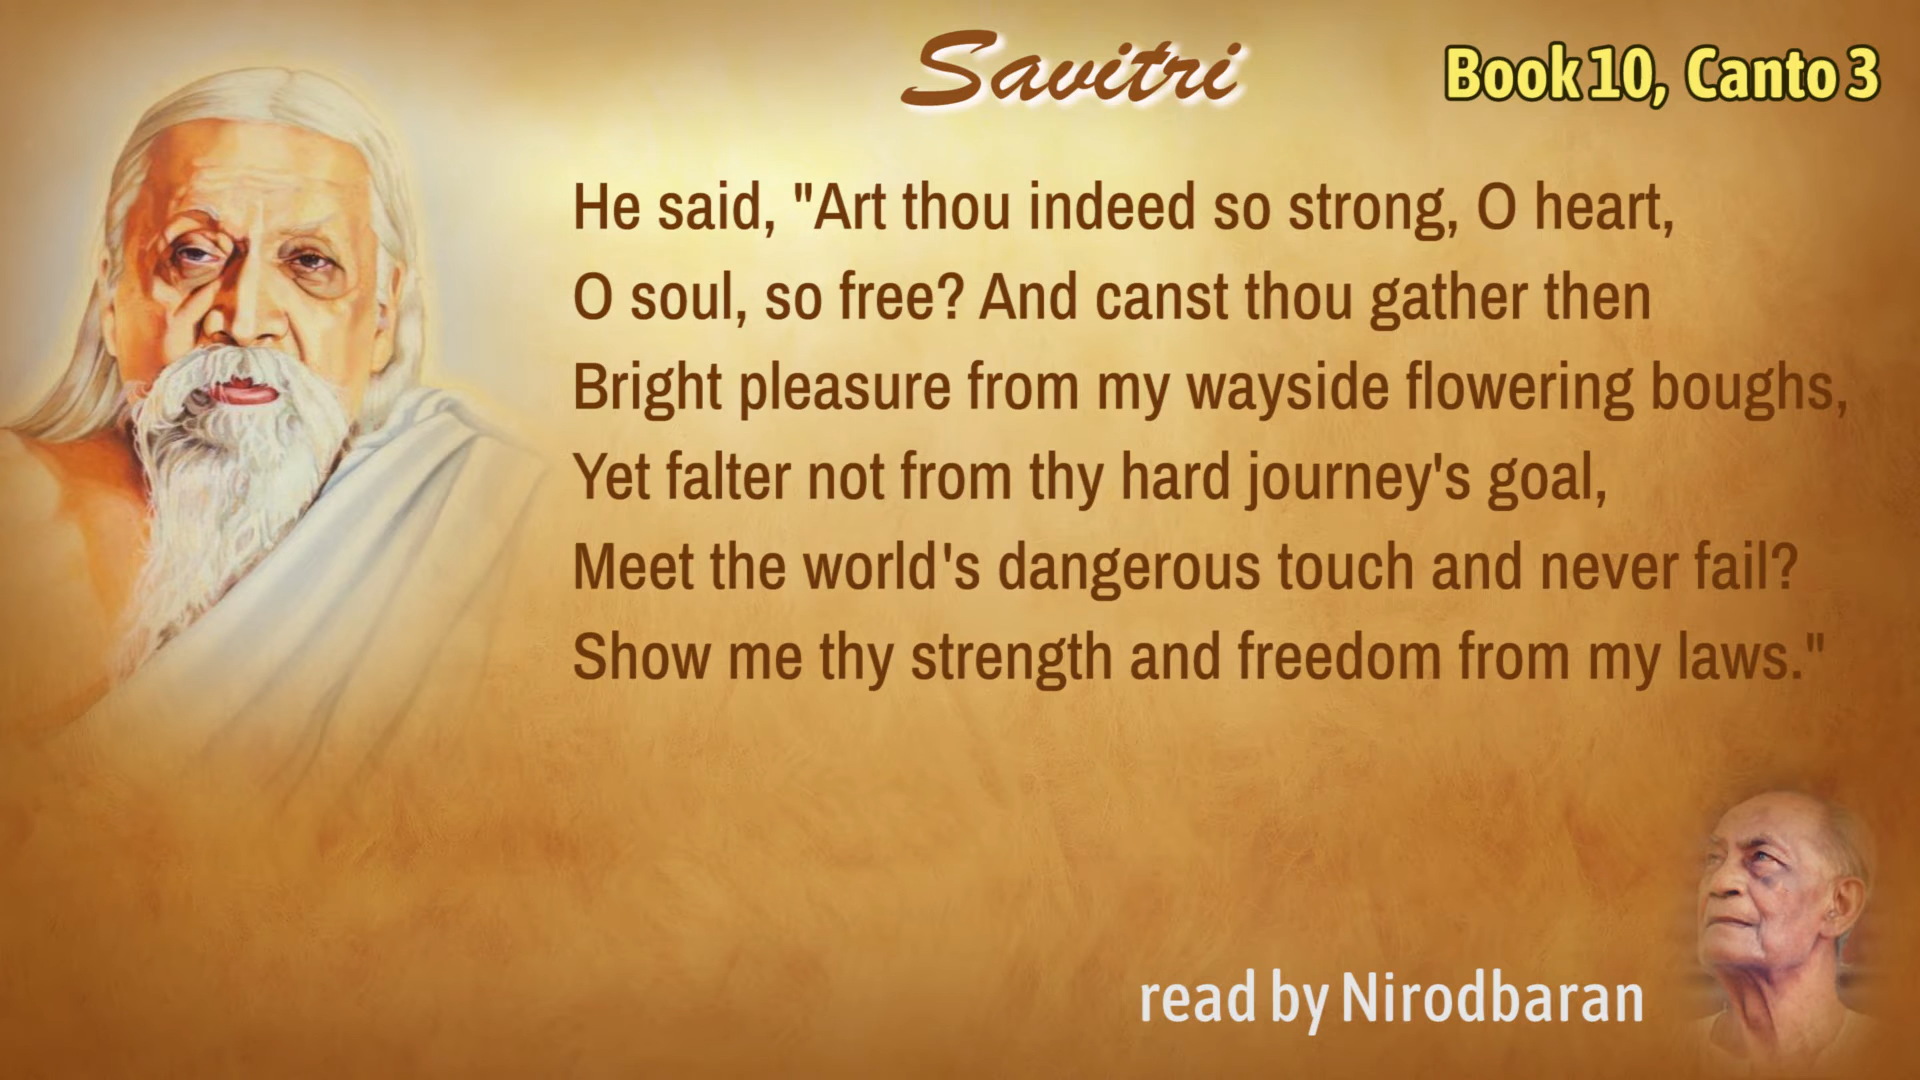 Savitri
Book 10, Canto 3
He said, "Art thou indeed so strong, O heart,
O soul, so free? And canst thou gather then
Bright pleasure from my wayside flowering boughs,
Yet falter not from thy hard journey's goal,
Meet the world's dangerous touch and never fail?
Show me thy strength and freedom from my laws."
read by Nirodbaran